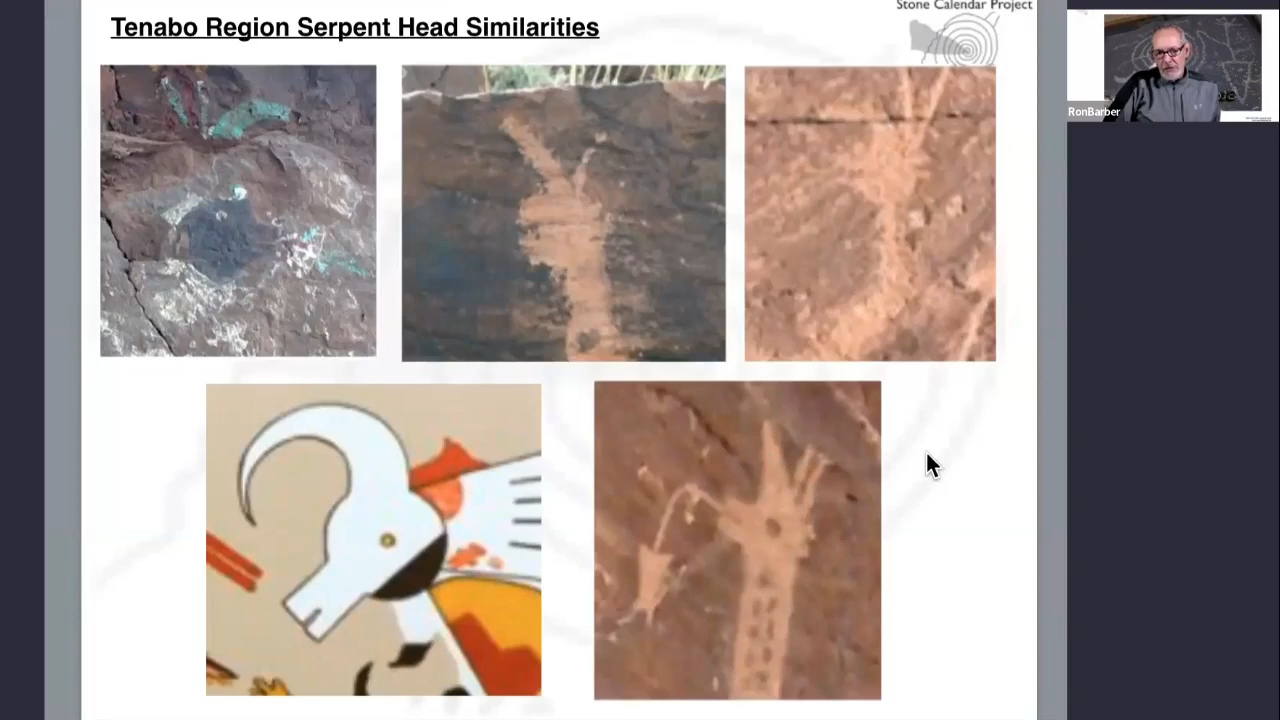 Stone Calendar Project
Tenabo Region Serpent Head Similarities
RonBarber